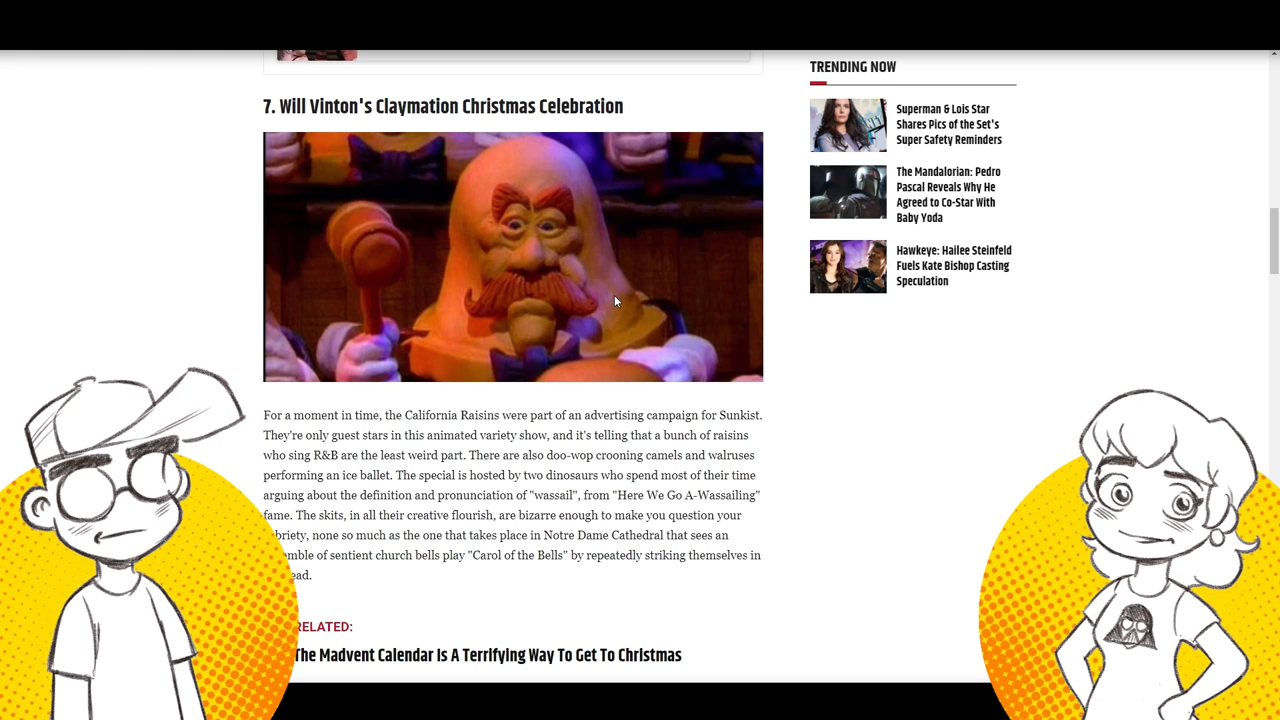 7. Will Vinton's Claymation Christmas Celebration
For a moment in time, the California Raisins were part of an advertising campaign for Sunkist.
They're only guest stars in this animated variety show, and it's telling that a bunch of raisins
who sing R&B are the least weird part. There are also doo-wop crooning camels and walruses
performing an ice ballet. The special is hosted by two dinosaurs who spend most of their time
arguing about the definition and pronunciation of "wassail", from "Here We Go A-Wassailing"
fame. The skits, in all their creative flourish, are bizarre enough to make you question your
briety, none so much as the one that takes place in Notre Dame Cathedral that sees an
mble of sentient church bells play "Carol of the Bells" by repeatedly striking themselves in
ead.
RELATED:
The Madvent Calendar Is A Terrifying Way To Get To Christmas
TRENDING NOW
Superman & Lois Star
Shares Pics of the Set's
Super Safety Reminders
The Mandalorian: Pedro
Pascal Reveals Why He
Agreed to Co-Star With
Baby Yoda
Hawkeye: Hailee Steinfeld
Fuels Kate Bishop Casting
Speculation